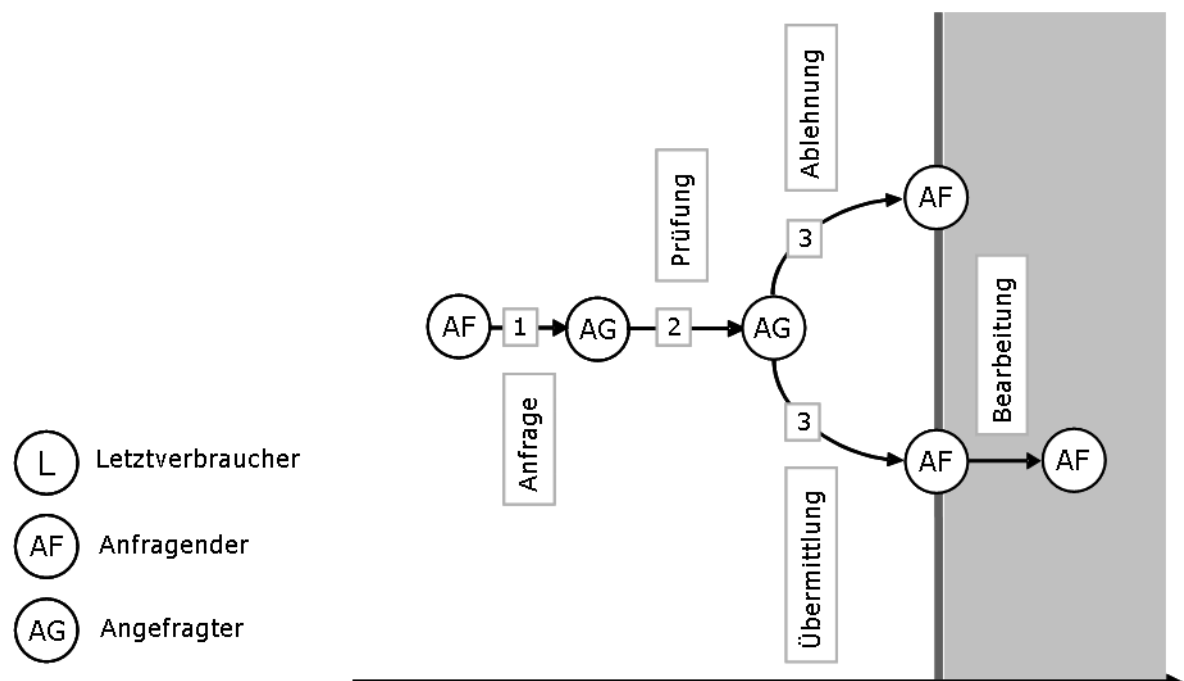 Ablehnung
Prüfung
AF
3
Bearbeitung
AF
1
AG
2
AG
Anfrage
3
AF
AF
Übermittlung
L Letztverbraucher
AF Anfragender
AG Angefragter